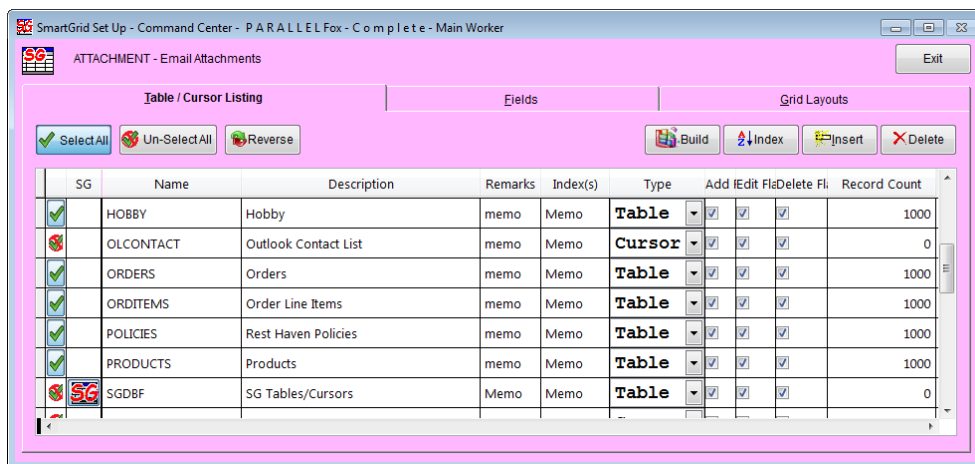 SG SmartGrid Set Up - Command Center - P A R A L L E L Fox - C o m p l e t e - Main Worker
SG ATTACHMENT - Email Attachments Exit
Table / Cursor Listing Fields Grid Layouts
Select All Un-Select All Reverse Build Index Insert Delete
SG Name Description Remarks Index(s) Type Add Edit Fla Delete Fla Record Count
HOBBY Hobby memo Memo Table 1000
OLCONTACT Outlook Contact List memo Memo Cursor 0
ORDERS Orders memo Memo Table 1000
ORDITEMS Order Line Items memo Memo Table 1000
POLICIES Rest Haven Policies memo Memo Table 1000
PRODUCTS Products memo Memo Table 1000
SG SGDBF SG Tables/Cursors Memo Memo Table 0